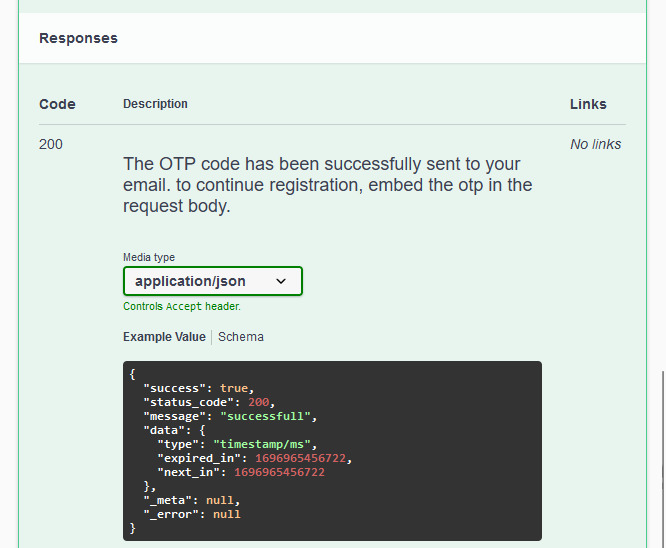 Responses
Code Description Links
200 No links
The OTP code has been successfully sent to your
email. to continue registration, embed the otp in the
request body.
Media type
application/json
Controls Accept header.
Example Value Schema
{
"success": true,
"status_code": 200,
"message": "successfull",
"data": {
"type": "timestamp/ms",
"expired_in": 1696965456722,
"next_in": 1696965456722
},
"_meta": null,
"_error": null
}